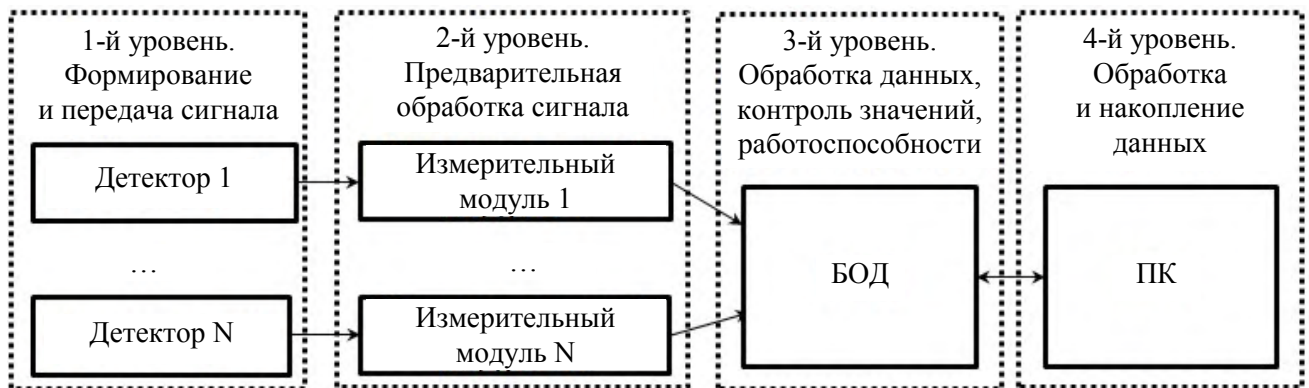 1-й уровень.
Формирование
и передача сигнала
Детектор 1
…
Детектор N
2-й уровень.
Предварительная
обработка сигнала
Измерительный
модуль 1
…
Измерительный
модуль N
3-й уровень.
Обработка данных,
контроль значений,
работоспособности
БОД
4-й уровень.
Обработка
и накопление
данных
ПК